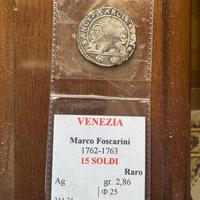 VENEZIA
Marco Foscarini
1762-1763
15 SOLDI
Raro
Ag gr. 2,86
Φ 25